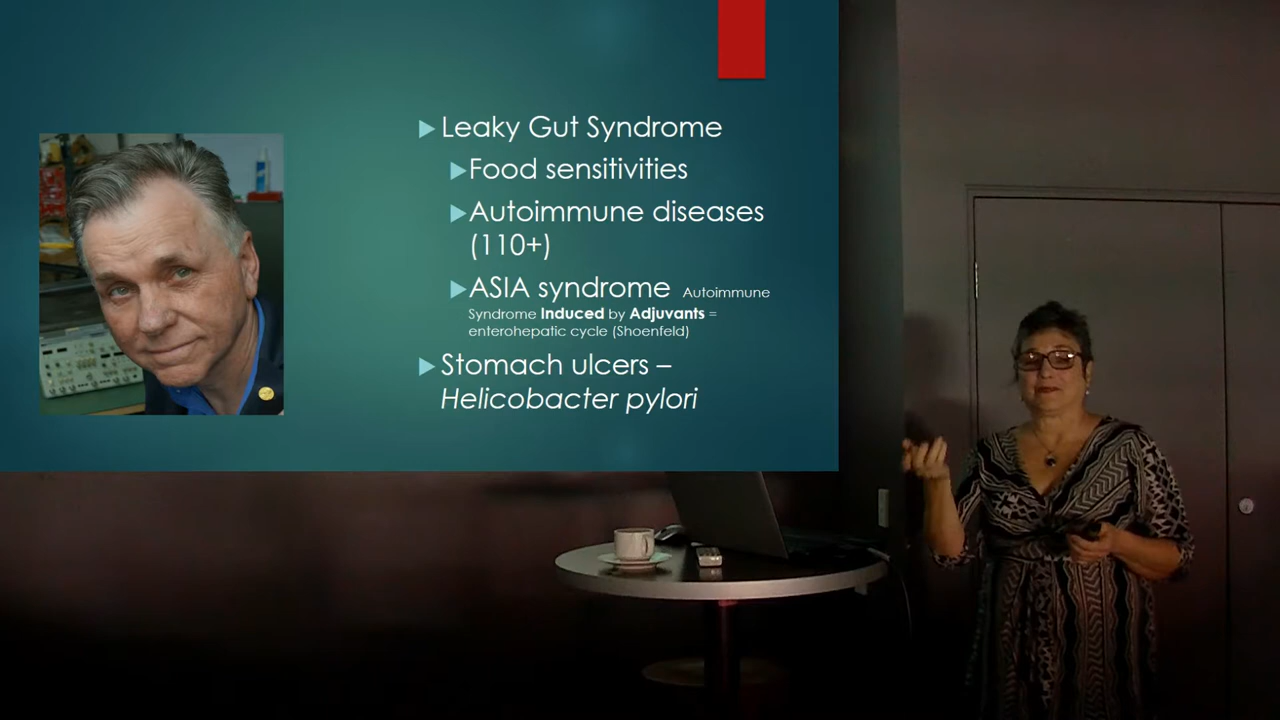 Leaky Gut Syndrome
Food sensitivities
Autoimmune diseases
(110+)
ASIA syndrome Autoimmune
Syndrome Induced by Adjuvants =
enterohepatic cycle (Shoenfeld)
Stomach ulcers –
Helicobacter pylori